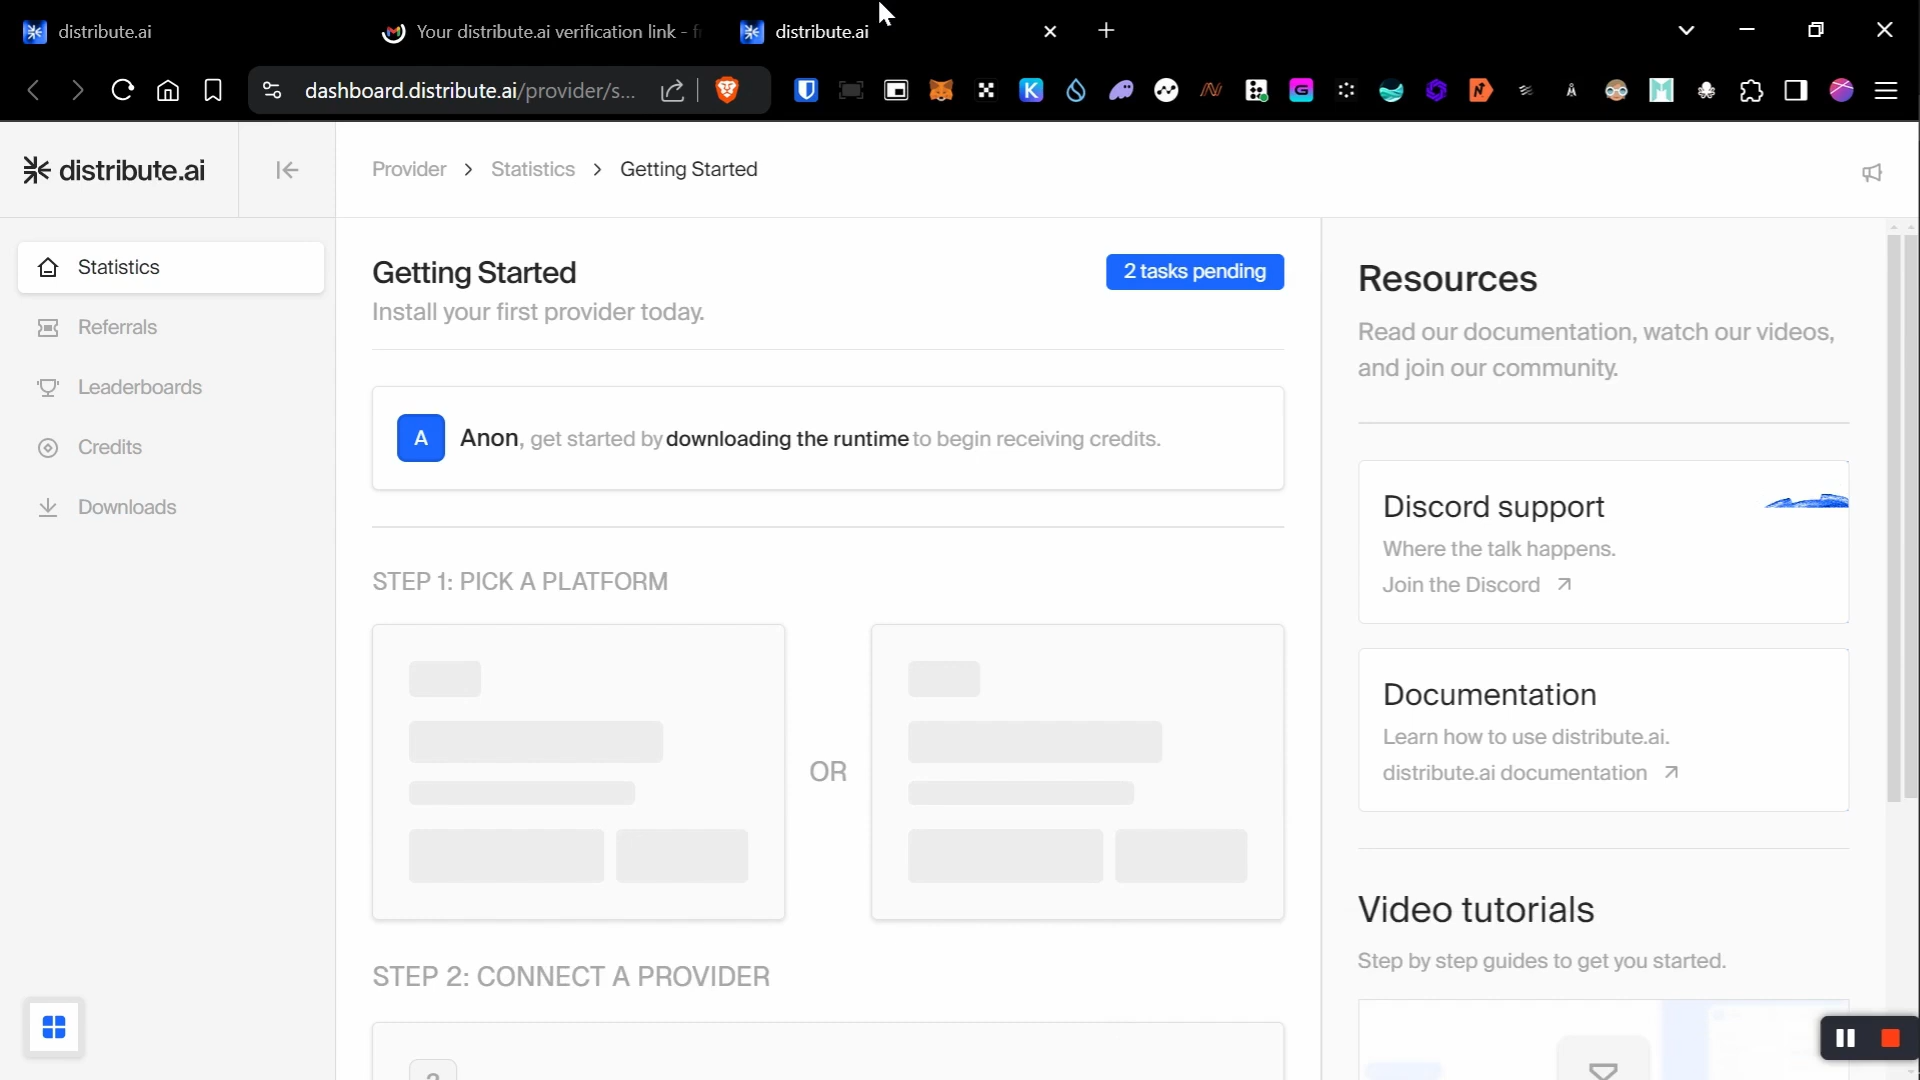 distribute.ai
Your distribute.ai verification link -
distribute.ai
dashboard.distribute.ai/provider/s...
distribute.ai
Provider > Statistics > Getting Started
Statistics
Referrals
Leaderboards
Credits
Downloads
Getting Started
2 tasks pending
Install your first provider today.
A
Anon, get started by downloading the runtime to begin receiving credits.
STEP 1: PICK A PLATFORM
OR
STEP 2: CONNECT A PROVIDER
Resources
Read our documentation, watch our videos,
and join our community.
Discord support
Where the talk happens.
Join the Discord
Documentation
Learn how to use distribute.ai.
distribute.ai documentation
Video tutorials
Step by step guides to get you started.